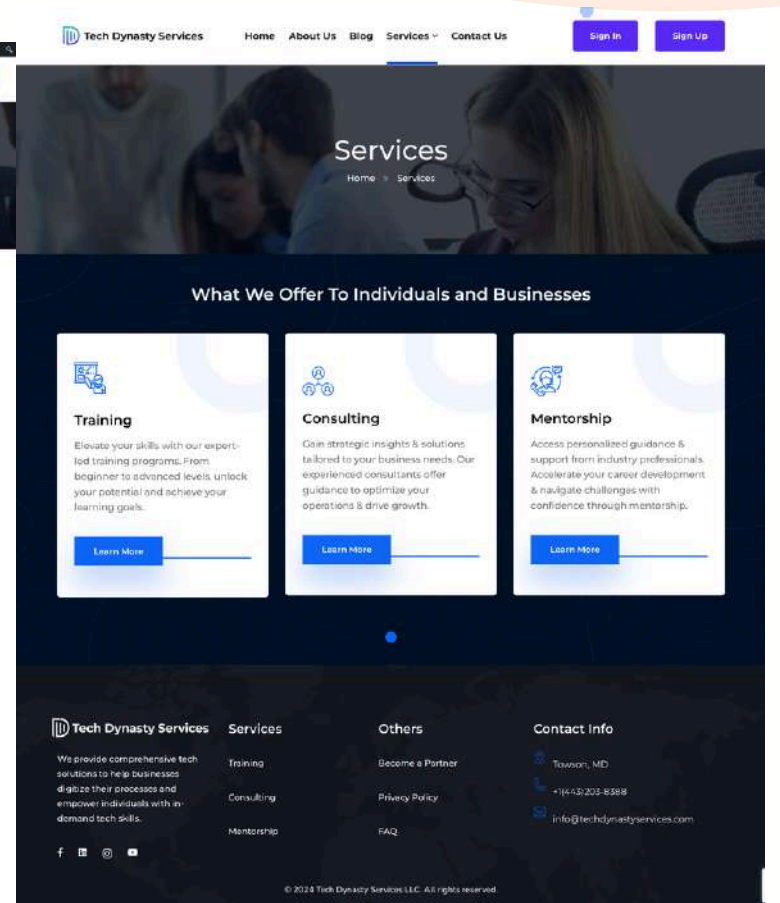 Tech Dynasty Services
Home About Us Blog Services Contact Us
Sign In
Sign Up
Services
Home » Services
What We Offer To Individuals and Businesses
Training
Elevate your skills with our expert-
led training programs. From
beginner to advanced levels, unlock
your potential and achieve your
learning goals.
Learn More
Consulting
Gain strategic insights & solutions
tailored to your business needs. Our
experienced consultants offer
guidance to optimize your
operations & drive growth.
Learn More
Mentorship
Access personalized guidance &
support from industry professionals.
Accelerate your career development
& navigate challenges with
confidence through mentorship.
Learn More
Tech Dynasty Services
We provide comprehensive tech
solutions to help businesses
digitize their processes and
empower individuals with in-
demand tech skills.
Services
Training
Consulting
Mentorship
Others
Become a Partner
Privacy Policy
FAQ
Contact Info
Towson, MD
+1(443)203-8388
info@techdynastyservices.com
© 2024 Tech Dynasty Services LLC. All rights reserved.